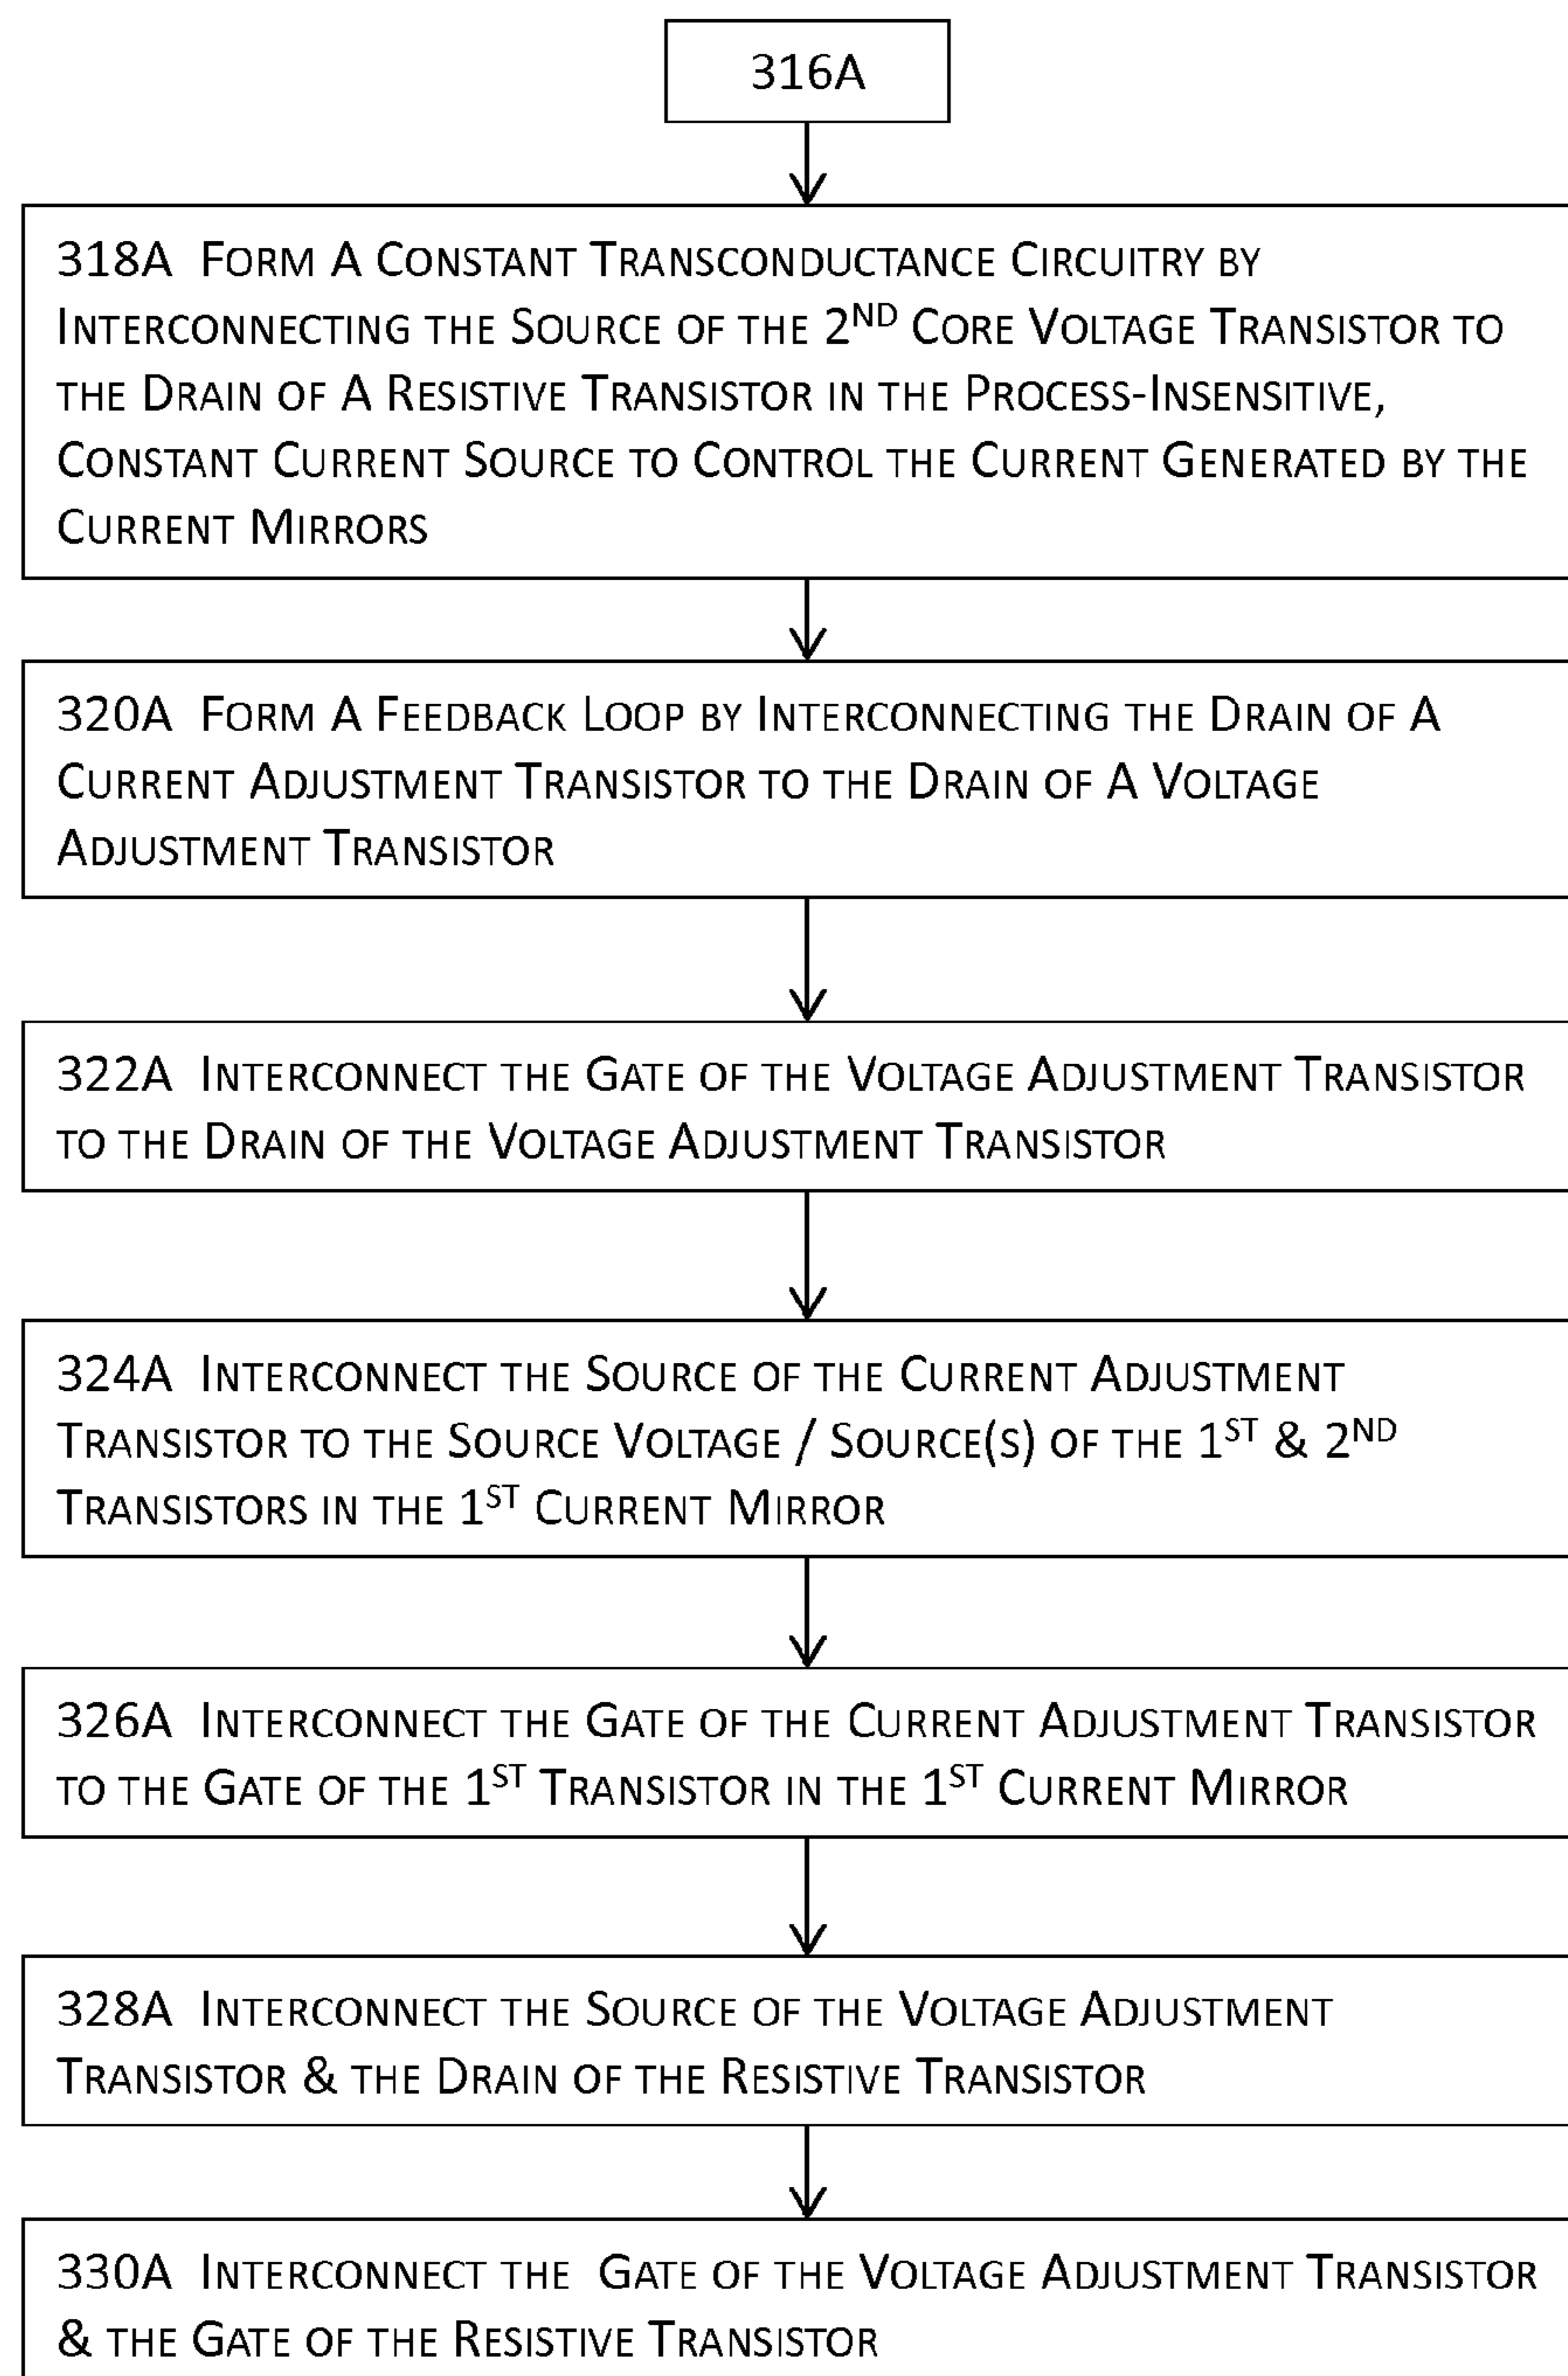 316A
318A Form A Constant Transconductance Circuitry by
Interconnecting the Source of the 2ND Core Voltage Transistor to
the Drain of A Resistive Transistor in the Process-Insensitive,
Constant Current Source to Control the Current Generated by the
Current Mirrors
320A Form A Feedback Loop by Interconnecting the Drain of A
Current Adjustment Transistor to the Drain of A Voltage
Adjustment Transistor
322A Interconnect the Gate of the Voltage Adjustment Transistor
to the Drain of the Voltage Adjustment Transistor
324A Interconnect the Source of the Current Adjustment
Transistor to the Source Voltage / Source(s) of the 1ST & 2ND
Transistors in the 1ST Current Mirror
326A Interconnect the Gate of the Current Adjustment Transistor
to the Gate of the 1ST Transistor in the 1ST Current Mirror
328A Interconnect the Source of the Voltage Adjustment
Transistor & the Drain of the Resistive Transistor
330A Interconnect the Gate of the Voltage Adjustment Transistor
& the Gate of the Resistive Transistor